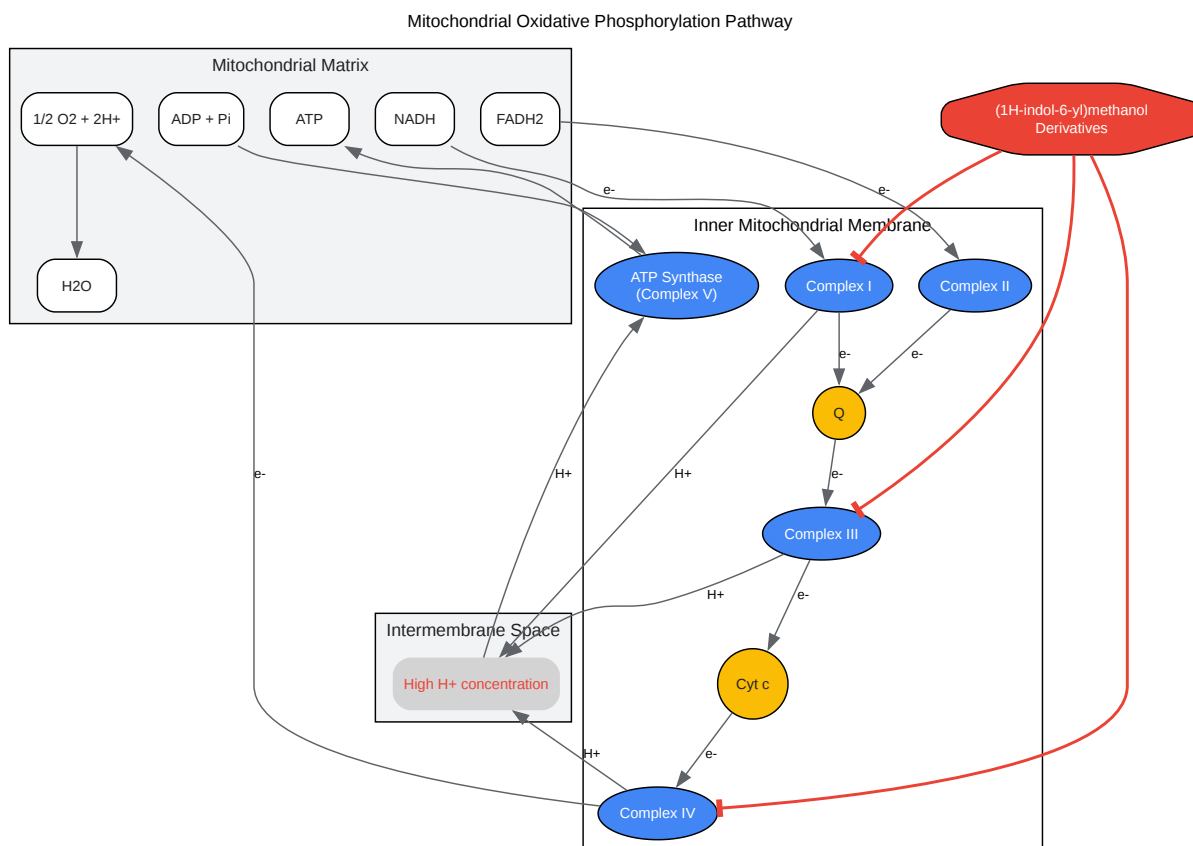 Mitochondrial Oxidative Phosphorylation Pathway
Mitochondrial Matrix
1/2 O2 + 2H+
ADP + Pi
ATP
NADH
FADH2
(1H-indol-6-yl)methanol
Derivatives
e-
e-
Inner Mitochondrial Membrane
H2O
ATP Synthase
(Complex V)
Complex I
Complex II
e-
e-
Q
e-
H+
H+
e-
Complex III
H+
e-
Intermembrane Space
High H+ concentration
Cyt c
H+
e-
Complex IV